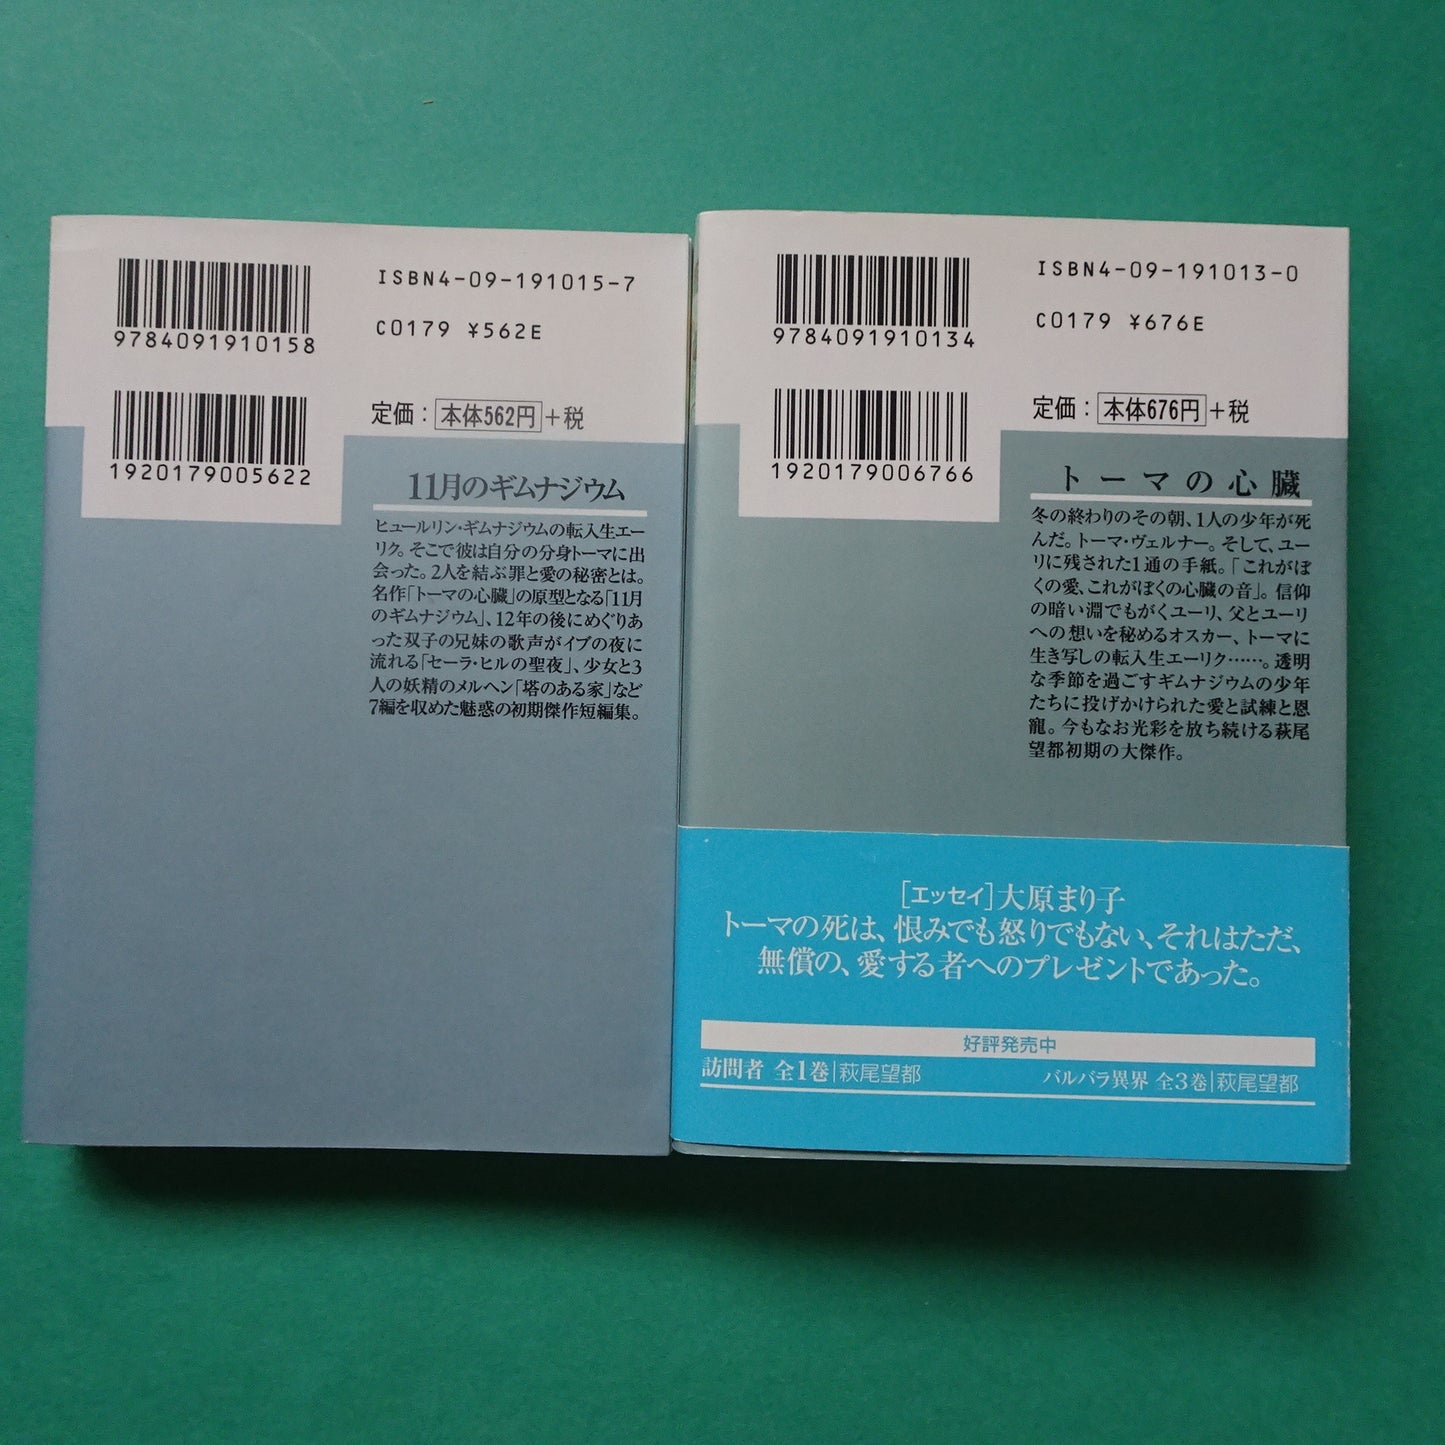 ISBN4-09-191015-7
9784091910158
C0179 ¥562E
定価：本体562円+税
1920179005622
11月のギムナジウム
ヒュールリン・ギムナジウムの転入生エー
リク。そこで彼は自分の分身トーマに出
会った。2人を結ぶ罪と愛の秘密とは。
名作「トーマの心臓」の原型となる「11月
のギムナジウム」、12年の後にめぐりあ
った双子の兄妹の歌声がイブの夜に
流れる「セーラ・ヒルの聖夜」、少女と3
人の妖精のメルヘン「塔のある家」など
7編を収めた魅惑の初期傑作短編集。
ISBN4-09-191013-0
9784091910134
C0179 ¥676E
定価：本体676円+税
1920179006766
トーマの心臓
冬の終わりのその朝、1人の少年が死
んだ。トーマ・ヴェルナー。そして、ユー
リに残された1通の手紙。「これがぼ
くの愛、これがぼくの心臓の音」。信仰
の暗い淵でもがくユーリ、父とユーリ
への想いを秘めるオスカー、トーマに
生き写しの転入生エーリク……。透明
な季節を過ごすギムナジウムの少年
たちに投げかけられた愛と試練と恩
寵。今もなお光彩を放ち続ける萩尾
望都初期の大傑作。
［エッセイ］大原まり子
トーマの死は、恨みでも怒りでもない、それはただ、
無償の、愛する者へのプレゼントであった。
好評発売中
訪問者 全1巻|萩尾望都
バルバラ異界 全3巻|萩尾望都